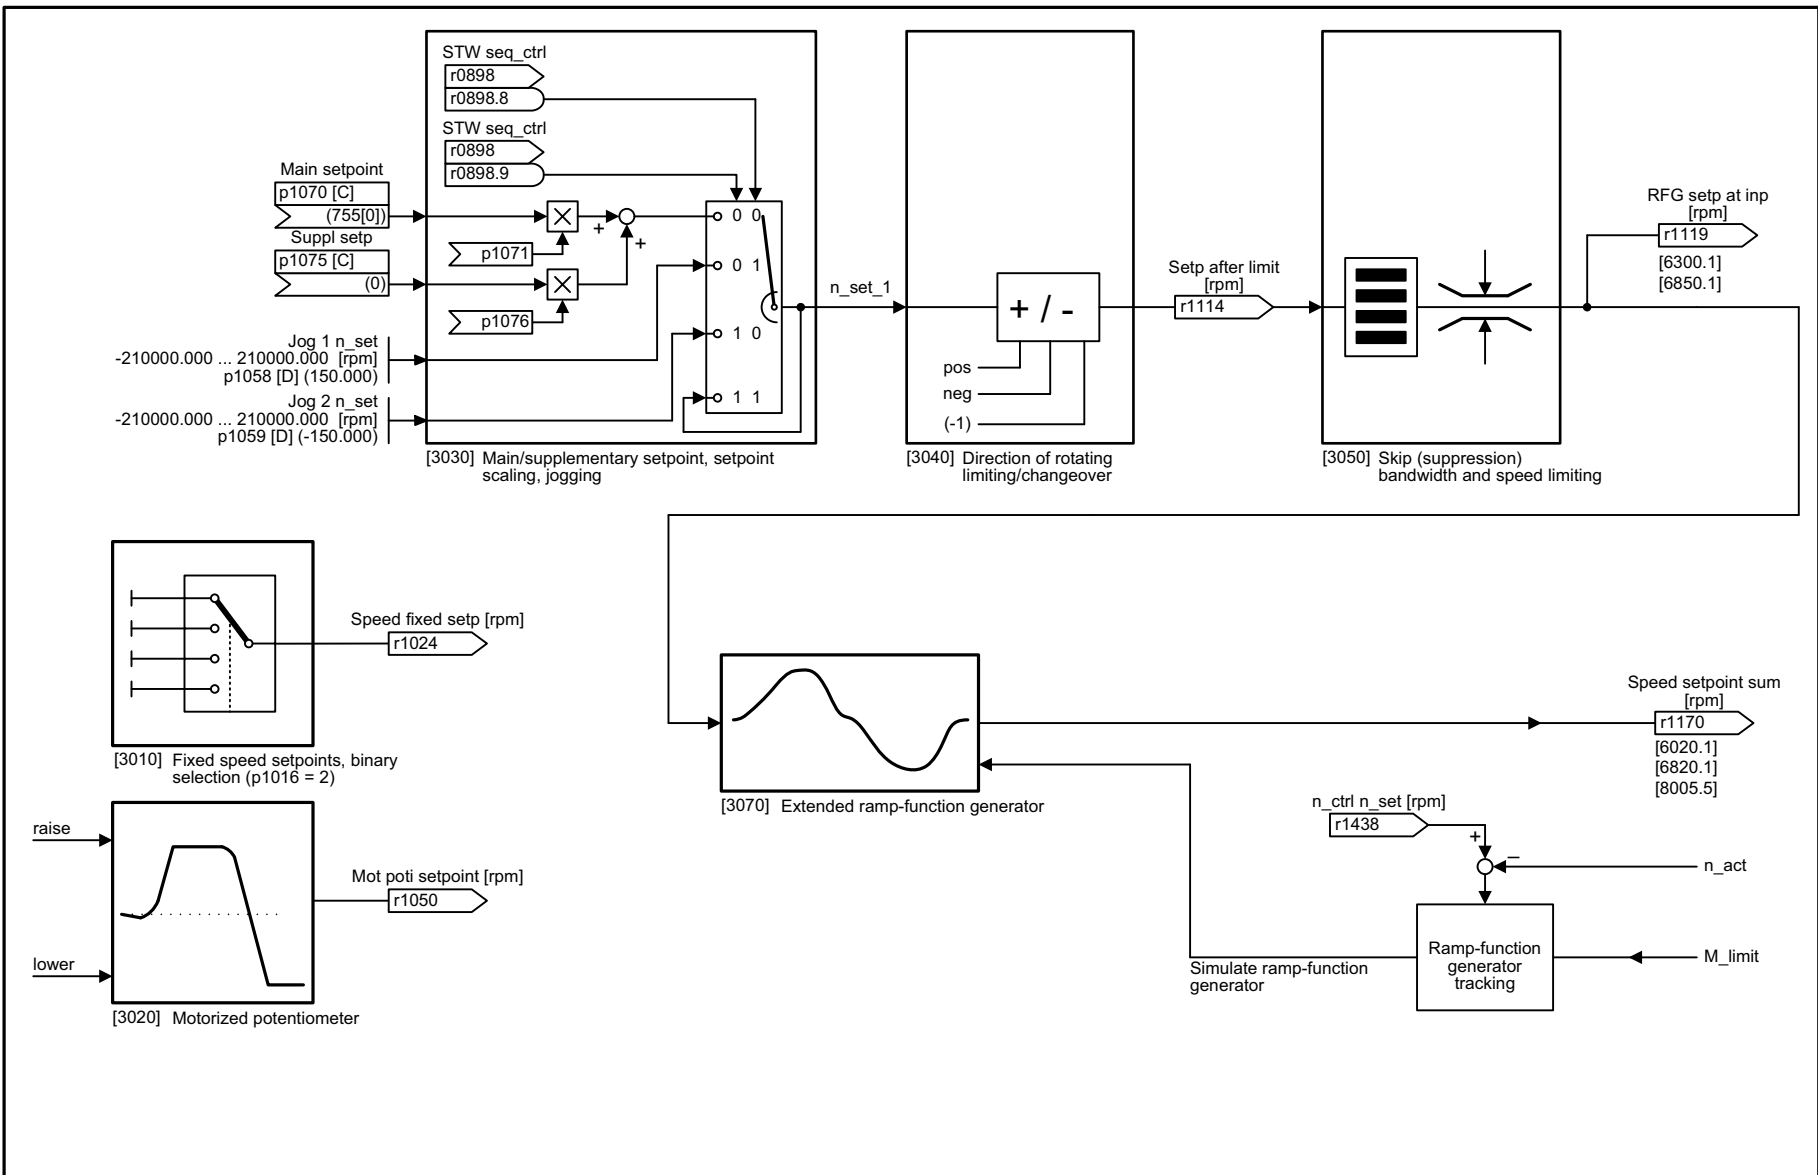 STW seq_ctrl
r0898
r0898.8
STW seq_ctrl
r0898
r0898.9
Main setpoint
p1070 [C]
(755[0])
Suppl setp
p1075 [C]
(0)
p1071
p1076
+
+
0 0
0 1
1 0
1 1
Jog 1 n_set
-210000.000 ... 210000.000 [rpm]
p1058 [D] (150.000)
Jog 2 n_set
-210000.000 ... 210000.000 [rpm]
p1059 [D] (-150.000)
[3030] Main/supplementary setpoint, setpoint
scaling, jogging
n_set_1
+ / -
pos
neg
(-1)
[3040] Direction of rotating
limiting/changeover
Setp after limit
[rpm]
r1114
[3050] Skip (suppression)
bandwidth and speed limiting
RFG setp at inp
[rpm]
r1119
[6300.1]
[6850.1]
Speed fixed setp [rpm]
r1024
[3010] Fixed speed setpoints, binary
selection (p1016 = 2)
raise
lower
Mot poti setpoint [rpm]
r1050
[3020] Motorized potentiometer
[3070] Extended ramp-function generator
Speed setpoint sum
[rpm]
r1170
[6020.1]
[6820.1]
[8005.5]
n_ctrl n_set [rpm]
r1438
+
–
n_act
Ramp-function
generator
tracking
M_limit
Simulate ramp-function
generator